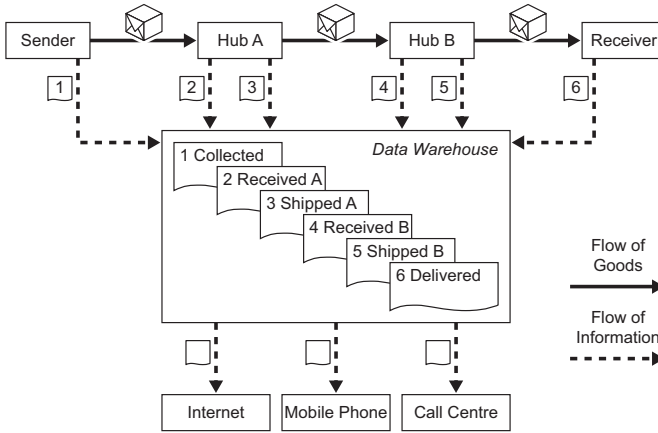 Sender
Hub A
Hub B
Receiver
1
2
3
4
5
6
Data Warehouse
1 Collected
2 Received A
3 Shipped A
4 Received B
5 Shipped B
6 Delivered
Flow of
Goods
Flow of
Information
Internet
Mobile Phone
Call Centre